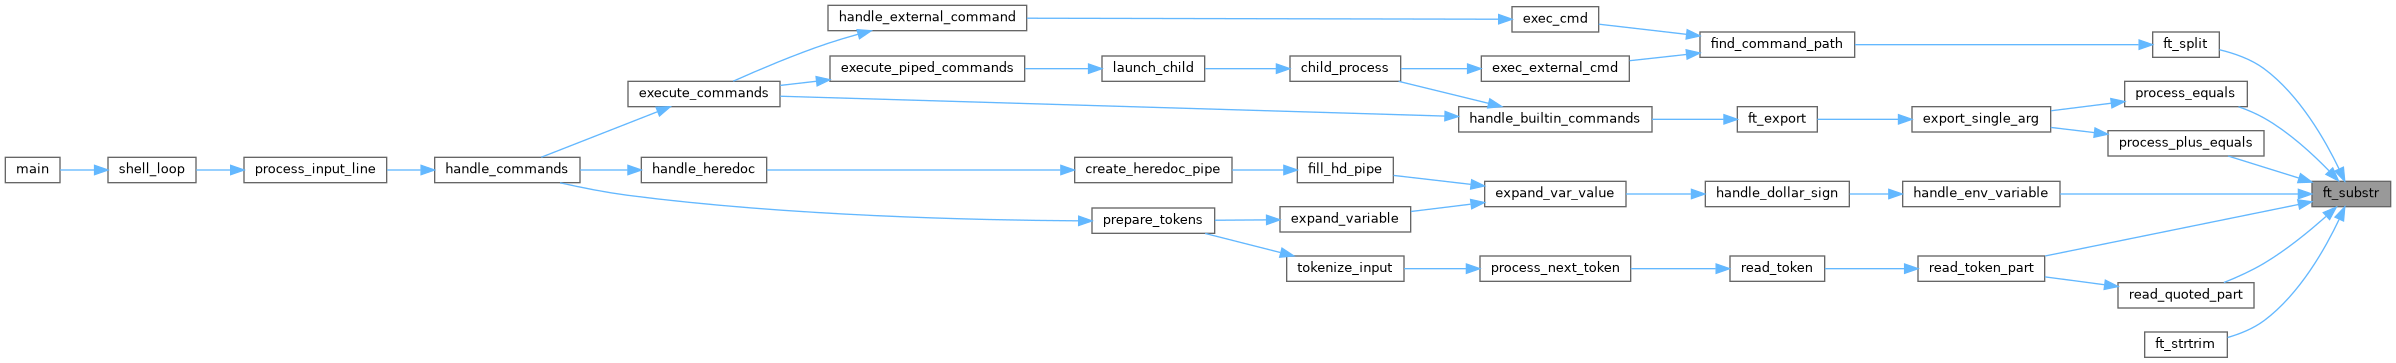 handle_external_command
exec_cmd
find_command_path
ft_split
execute_piped_commands
launch_child
child_process
exec_external_cmd
execute_commands
process_equals
handle_builtin_commands
ft_export
export_single_arg
process_plus_equals
main
shell_loop
process_input_line
handle_commands
handle_heredoc
create_heredoc_pipe
fill_hd_pipe
expand_var_value
handle_dollar_sign
handle_env_variable
ft_substr
prepare_tokens
expand_variable
tokenize_input
process_next_token
read_token
read_token_part
read_quoted_part
ft_strtrim